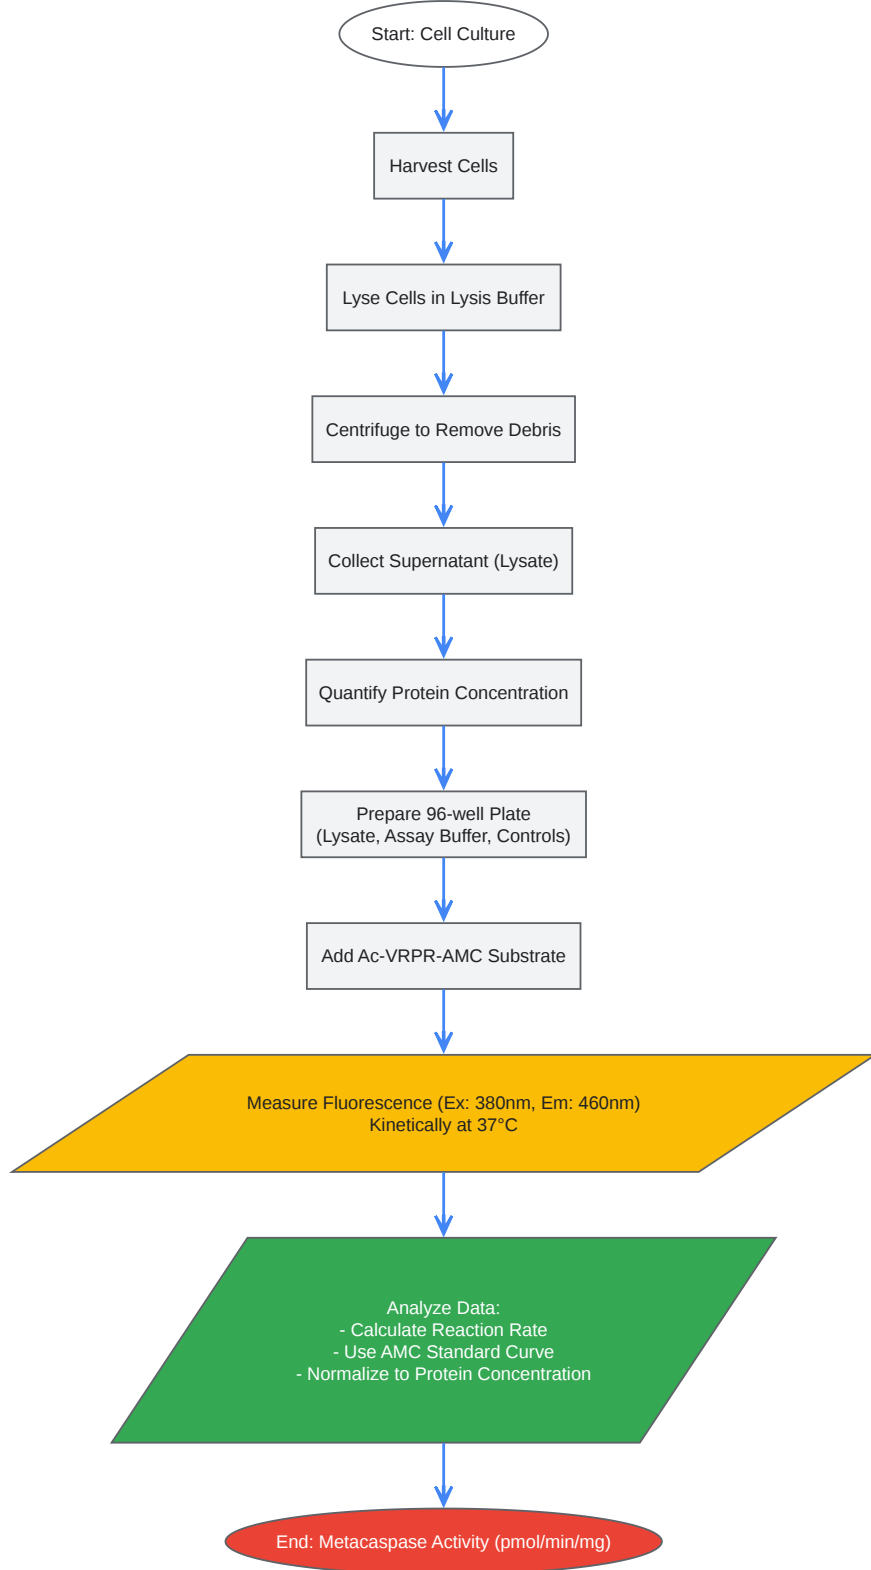 Start: Cell Culture
Harvest Cells
Lyse Cells in Lysis Buffer
Centrifuge to Remove Debris
Collect Supernatant (Lysate)
Quantify Protein Concentration
Prepare 96-well Plate
(Lysate, Assay Buffer, Controls)
Add Ac-VRPR-AMC Substrate
Measure Fluorescence (Ex: 380nm, Em: 460nm)
Kinetically at 37°C
Analyze Data:
- Calculate Reaction Rate
- Use AMC Standard Curve
- Normalize to Protein Concentration
End: Metacaspase Activity (pmol/min/mg)